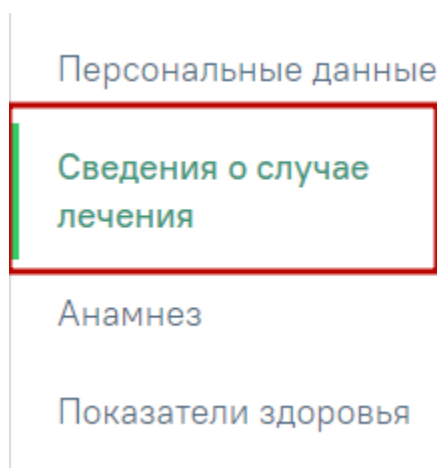 Персональные данные
Сведения о случае
лечения
Анамнез
Показатели здоровья